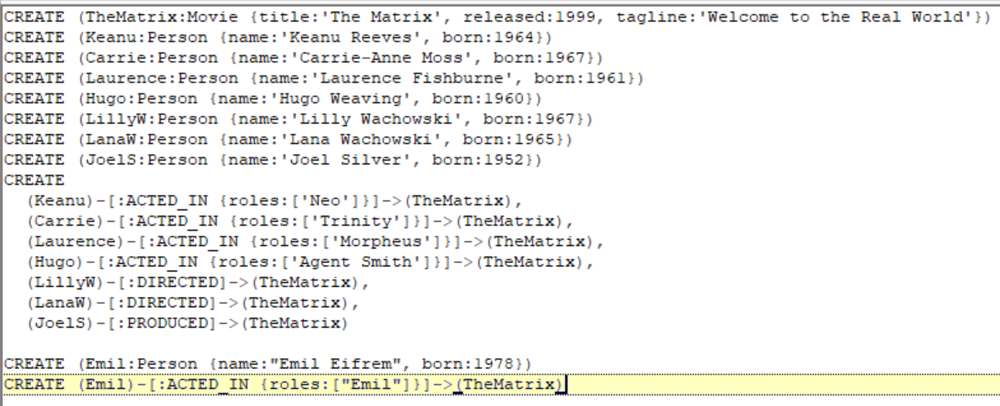 CREATE (TheMatrix:Movie {title:'The Matrix', released:1999, tagline:'Welcome to the Real World'})
CREATE (Keanu:Person {name:'Keanu Reeves', born:1964})
CREATE (Carrie:Person {name:'Carrie-Anne Moss', born:1967})
CREATE (Laurence:Person {name:'Laurence Fishburne', born:1961})
CREATE (Hugo:Person {name:'Hugo Weaving', born:1960})
CREATE (LillyW:Person {name:'Lilly Wachowski', born:1967})
CREATE (LanaW:Person {name:'Lana Wachowski', born:1965})
CREATE (JoelS:Person {name:'Joel Silver', born:1952})
CREATE
(Keanu)-[:ACTED_IN {roles:['Neo']}]->(TheMatrix),
(Carrie)-[:ACTED_IN {roles:['Trinity']}]->(TheMatrix),
(Laurence)-[:ACTED_IN {roles:['Morpheus']}]->(TheMatrix),
(Hugo)-[:ACTED_IN {roles:['Agent Smith']}]->(TheMatrix),
(LillyW)-[:DIRECTED]->(TheMatrix),
(LanaW)-[:DIRECTED]->(TheMatrix),
(JoelS)-[:PRODUCED]->(TheMatrix)
CREATE (Emil:Person {name:"Emil Eifrem", born:1978})
CREATE (Emil)-[:ACTED_IN {roles:["Emil"]}]->(TheMatrix)